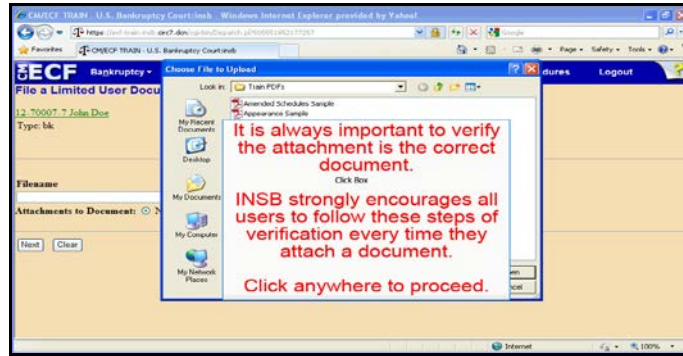 CM/ECF TRAIN - U.S. Bankruptcy Court:insb - Windows Internet Explorer provided by Yahoo!
Google
Favorites CM/ECF TRAIN - U.S. Bankruptcy Court:insb
Page Safety Tools
ECF Bankruptcy
Logout
File a Limited User Docu
Choose File to Upload
Look in: Train PDFs
12-70007-7 John Doe
Type: bk
My Recent Documents
Desktop
My Documents
My Computer
My Network Places
Amended Schedules Sample
Appearance Sample
It is always important to verify
the attachment is the correct
document.
Click Box
INSB strongly encourages all
users to follow these steps of
verification every time they
attach a document.
Click anywhere to proceed.
Filename
Attachments to Document:
Next Clear
Internet
100%